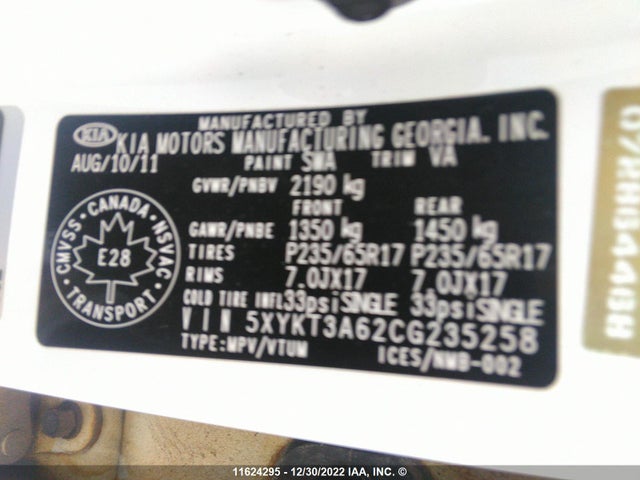 MANUFACTURED BY
KIA KIA MOTORS MANUFACTURING GEORGIA. INC.
AUG/10/11 PAINT SWA TRIM VA
GVWR/PNBV 2190 kg
FRONT REAR
GAWR/PNBE 1350 kg 1450 kg
TIRES P235/65R17 P235/65R17
RIMS 7.0JX17 7.0JX17
COLD TIRE INFL 33psi SINGLE 33psi SINGLE
VIN 5XYKT3A62CG235258
TYPE:MPV/VTUM ICES/NMB-002
CANADA
CMVSS - NSVAC
E28
TRANSPORT
11624295 - 12/30/2022 IAA, INC. ©